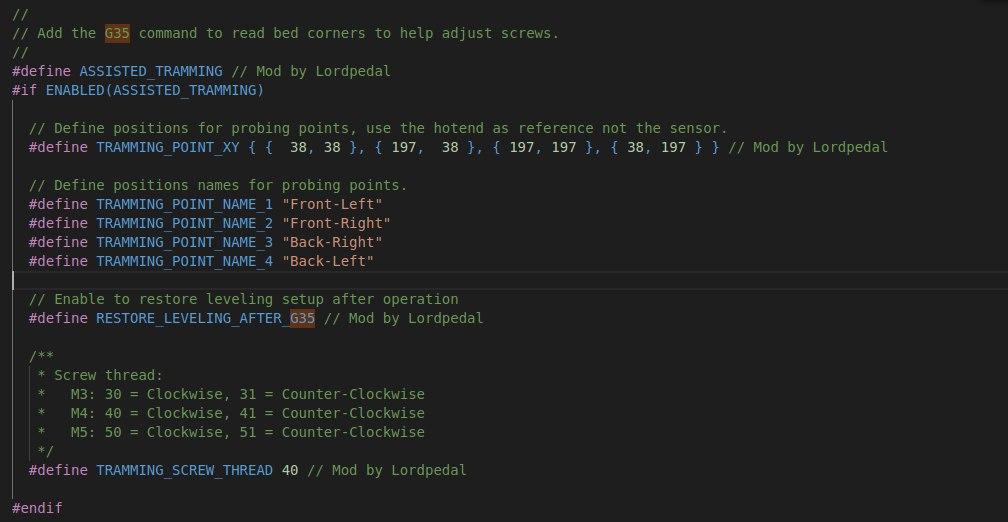 //
// Add the G35 command to read bed corners to help adjust screws.
//
#define ASSISTED_TRAMMING // Mod by Lordpedal
#if ENABLED(ASSISTED_TRAMMING)
// Define positions for probing points, use the hotend as reference not the sensor.
#define TRAMMING_POINT_XY { {  38, 38 }, { 197,  38 }, { 197, 197 }, { 38, 197 } } // Mod by Lordpedal
// Define positions names for probing points.
#define TRAMMING_POINT_NAME_1 "Front-Left"
#define TRAMMING_POINT_NAME_2 "Front-Right"
#define TRAMMING_POINT_NAME_3 "Back-Right"
#define TRAMMING_POINT_NAME_4 "Back-Left"
// Enable to restore leveling setup after operation
#define RESTORE_LEVELING_AFTER_G35 // Mod by Lordpedal
/**
* Screw thread:
*   M3: 30 = Clockwise, 31 = Counter-Clockwise
*   M4: 40 = Clockwise, 41 = Counter-Clockwise
*   M5: 50 = Clockwise, 51 = Counter-Clockwise
*/
#define TRAMMING_SCREW_THREAD 40 // Mod by Lordpedal
#endif